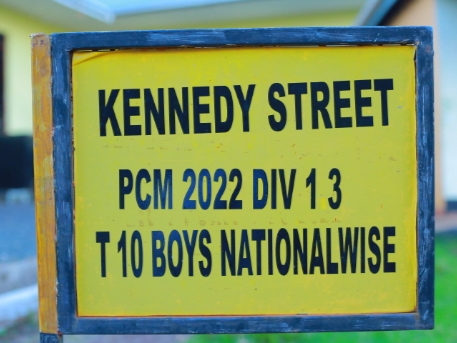 KENNEDY STREET
PCM 2022 DIV 1 3
T 10 BOYS NATIONALWISE